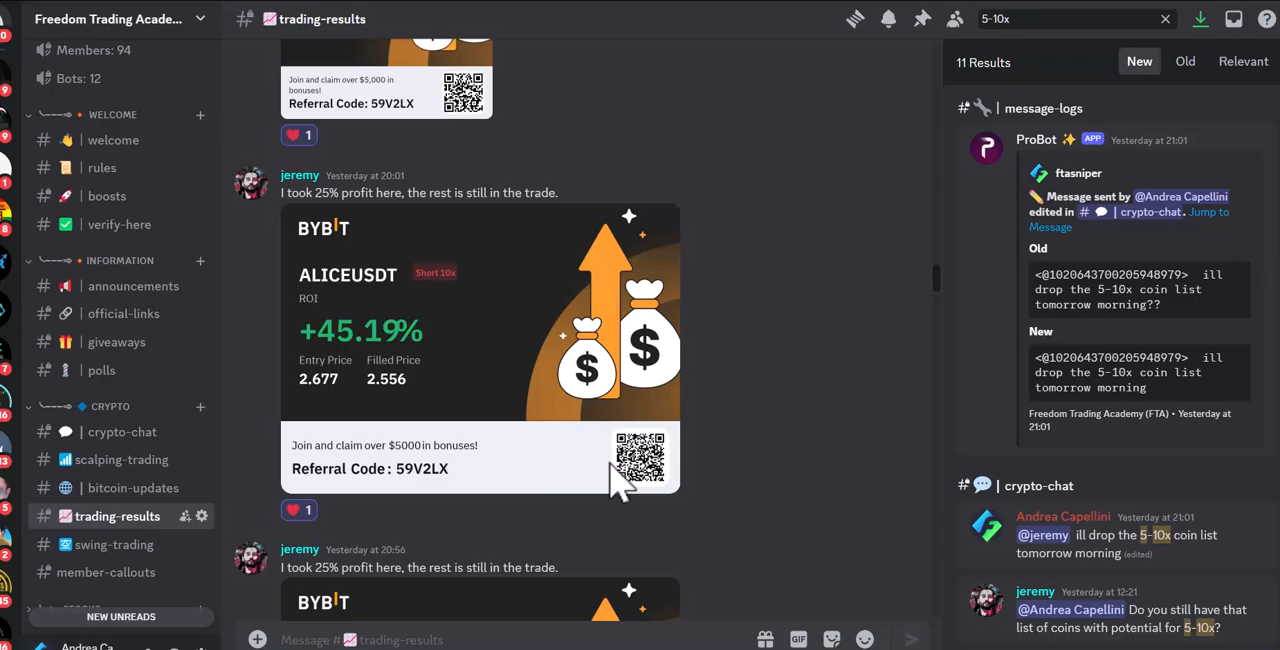 Freedom Trading Acade...
Members: 94
Bots: 12
WELCOME
welcome
rules
boosts
verify-here
INFORMATION
announcements
official-links
giveaways
polls
CRYPTO
crypto-chat
scalping-trading
bitcoin-updates
trading-results
swing-trading
member-callouts
NEW UNREADS
Andrea Ca
trading-results
Join and claim over $5,000 in
bonuses!
Referral Code: 59V2LX
1
jeremy Yesterday at 20:01
I took 25% profit here, the rest is still in the trade.
BYBIT
ALICEUSDT Short 10x
ROI
+45.19%
Entry Price Filled Price
2.677 2.556
Join and claim over $5000 in bonuses!
Referral Code: 59V2LX
1
jeremy Yesterday at 20:56
I took 25% profit here, the rest is still in the trade.
BYBIT
Message # trading-results
5-10x
11 Results New Old Relevant
message-logs
ProBot APP Yesterday at 21:01
ftasniper
Message sent by @Andrea Capellini
edited in # crypto-chat. Jump to
Message
Old
<@1020643700205948979> ill
drop the 5-10x coin list
tomorrow morning??
New
<@1020643700205948979> ill
drop the 5-10x coin list
tomorrow morning
Freedom Trading Academy (FTA) • Yesterday at
21:01
crypto-chat
Andrea Capellini Yesterday at 21:01
@jeremy ill drop the 5-10x coin list
tomorrow morning (edited)
jeremy Yesterday at 12:21
@Andrea Capellini Do you still have that
list of coins with potential for 5-10x?